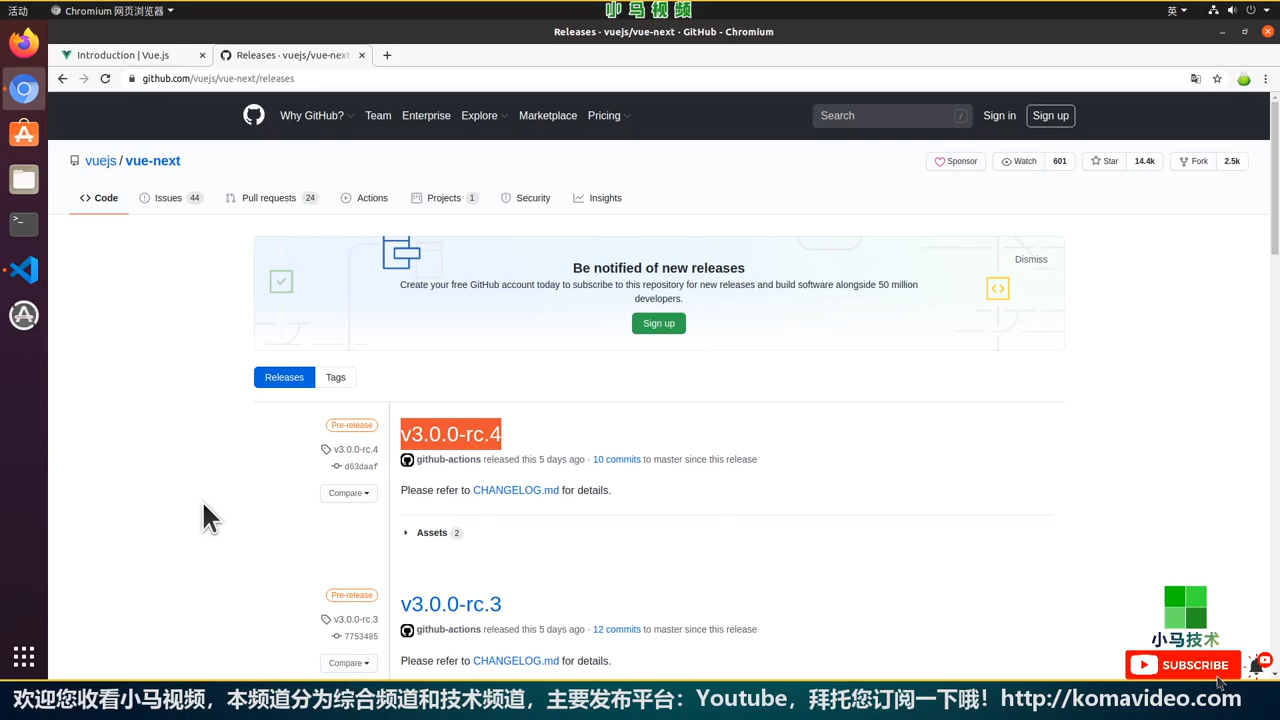 活动
Chromium 网页浏览器
小马视频
英
Releases · vuejs/vue-next · GitHub - Chromium
Introduction | Vue.js
Releases · vuejs/vue-next
github.com/vuejs/vue-next/releases
Why GitHub?
Team
Enterprise
Explore
Marketplace
Pricing
Search
/
Sign in
Sign up
vuejs / vue-next
Sponsor
Watch 601
Star 14.4k
Fork 2.5k
Code
Issues 44
Pull requests 24
Actions
Projects 1
Security
Insights
Be notified of new releases
Dismiss
Create your free GitHub account today to subscribe to this repository for new releases and build software alongside 50 million
developers.
Sign up
Releases
Tags
Pre-release
v3.0.0-rc.4
d63daaf
Compare
v3.0.0-rc.4
github-actions released this 5 days ago · 10 commits to master since this release
Please refer to CHANGELOG.md for details.
Assets 2
Pre-release
v3.0.0-rc.3
7753485
Compare
v3.0.0-rc.3
github-actions released this 5 days ago · 12 commits to master since this release
Please refer to CHANGELOG.md for details.
小马技术
SUBSCRIBE
欢迎您收看小马视频，本频道分为综合频道和技术频道，主要发布平台：Youtube，拜托您订阅一下哦！http://komavideo.com